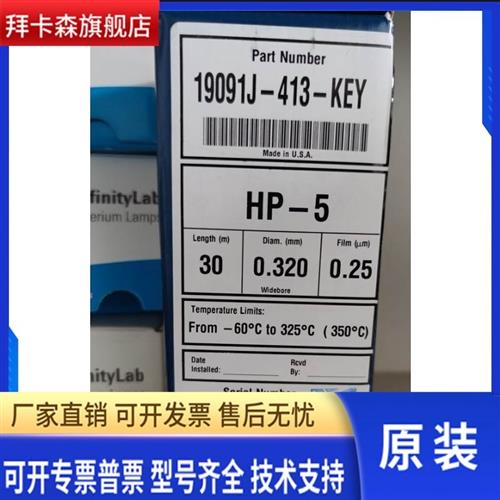 拜卡森旗舰店
Part Number
19091J-413-KEY
Made in U.S.A.
HP-5
Length (m) Diam. (mm) Film (μm)
30 0.320 0.25
Widebore
Temperature Limits:
From -60°C to 325°C (350°C)
Date Installed: Rcvd By:
Serial Number
finityLab
erium Lamps
finityLab
厂家直销 可开发票 售后无忧
可开专票普票 型号齐全 技术支持
原装